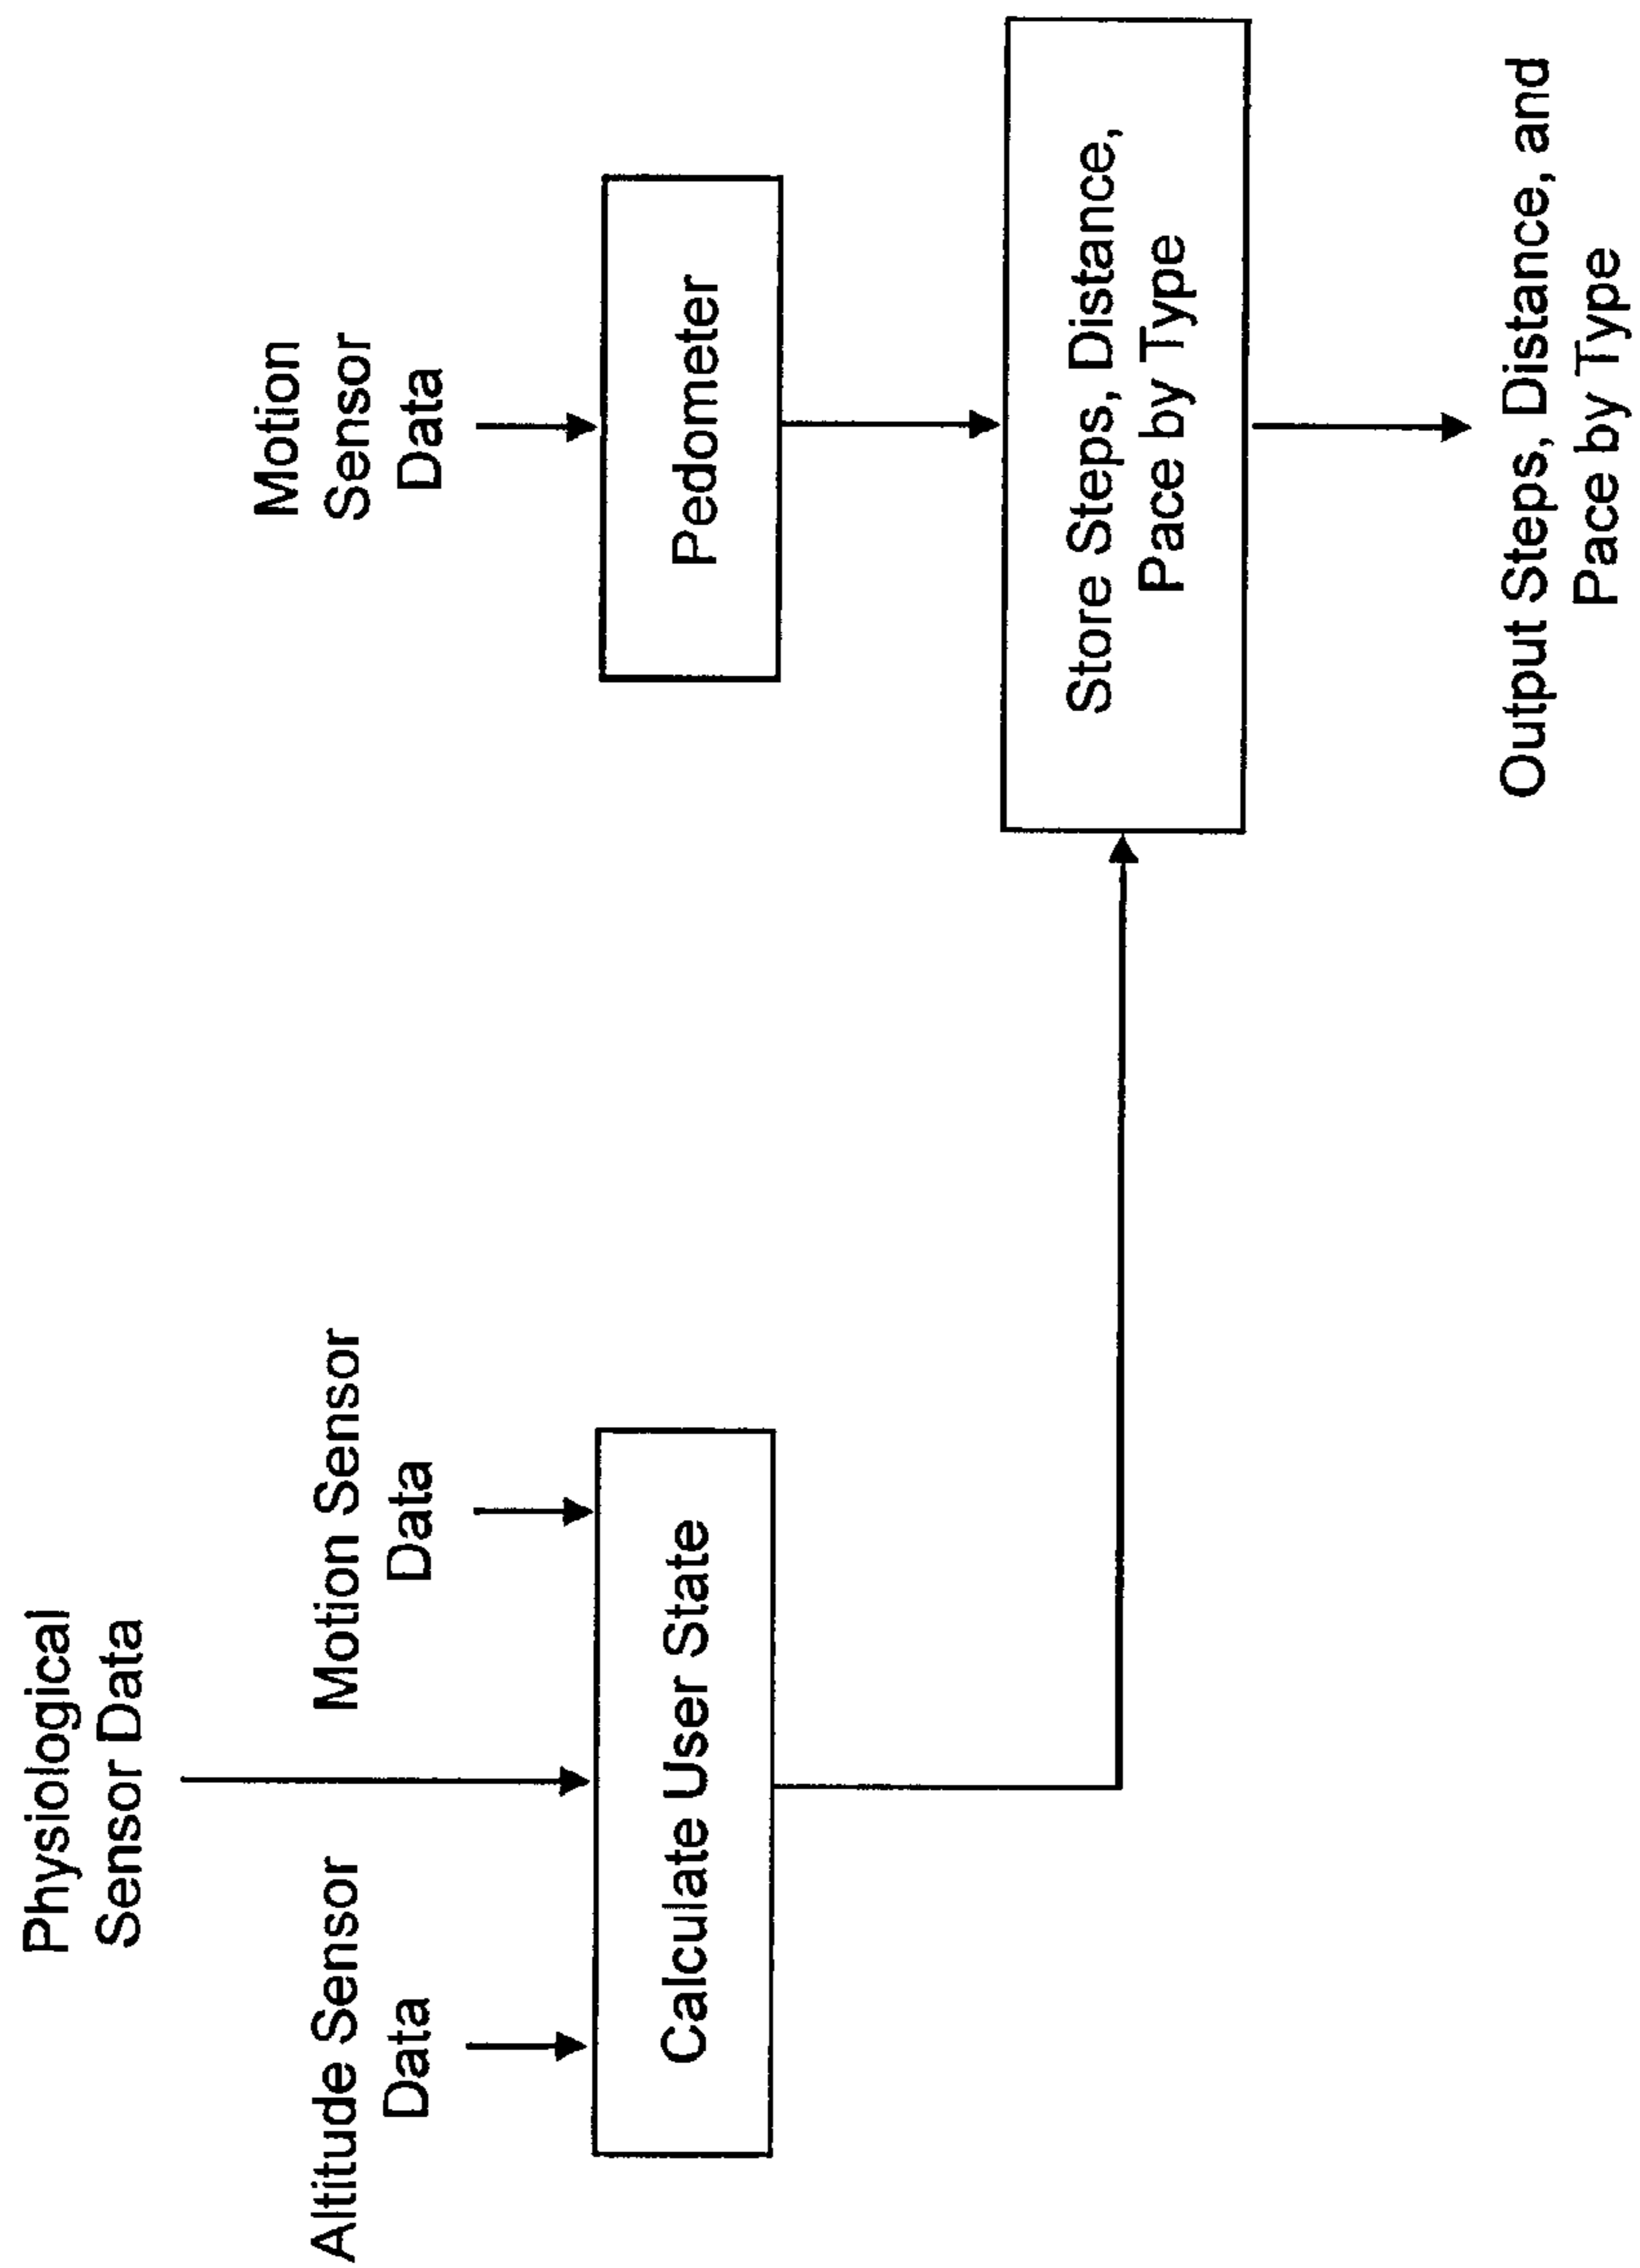 Physiological
Sensor Data
Altitude Sensor
Data
Motion Sensor
Data
Calculate User State
Motion
Sensor
Data
Pedometer
Store Steps, Distance,
Pace by Type
Output Steps, Distance, and
Pace by Type